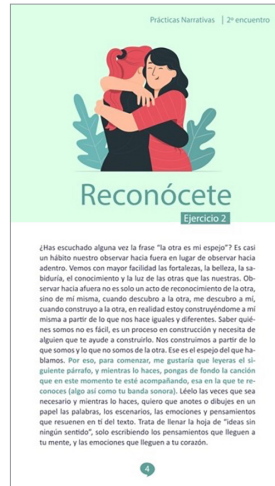 Prácticas Narrativas | 2º encuentro
Reconócete
Ejercicio 2
¿Has escuchado alguna vez la frase "la otra es mi espejo"? Es casi
un hábito nuestro observar hacia fuera en lugar de observar hacia
adentro. Vemos con mayor facilidad las fortalezas, la belleza, la sa-
biduría, el conocimiento y la luz de las otras que las nuestras. Ob-
servar hacia afuera no es solo un acto de reconocimiento de la otra,
sino de mi misma, cuando descubro a la otra, me descubro a mí,
cuando construyo a la otra, en realidad estoy construyéndome a mí
misma a partir de lo que nos hace iguales y diferentes. Saber quié-
nes somos no es fácil, es un proceso en construcción y necesita de
alguien que te ayude a construirlo. Nos construimos a partir de lo
que somos y lo que no somos de la otra. Ese es el espejo del que ha-
blamos. Por eso, para comenzar, me gustaría que leyeras el si-
guiente párrafo, y mientras lo haces, pongas de fondo la canción
que en este momento te esté acompañando, esa en la que te re-
conoces (algo así como tu banda sonora). Léelo las veces que sea
necesario y mientras lo haces, quiero que anotes o dibujes en un
papel las palabras, los escenarios, las emociones y pensamientos
que resuenen en ti del texto. Trata de llenar la hoja de "ideas sin
ningún sentido", solo escribiendo los pensamientos que lleguen a
tu mente, y las emociones que lleguen a tu corazón.
4